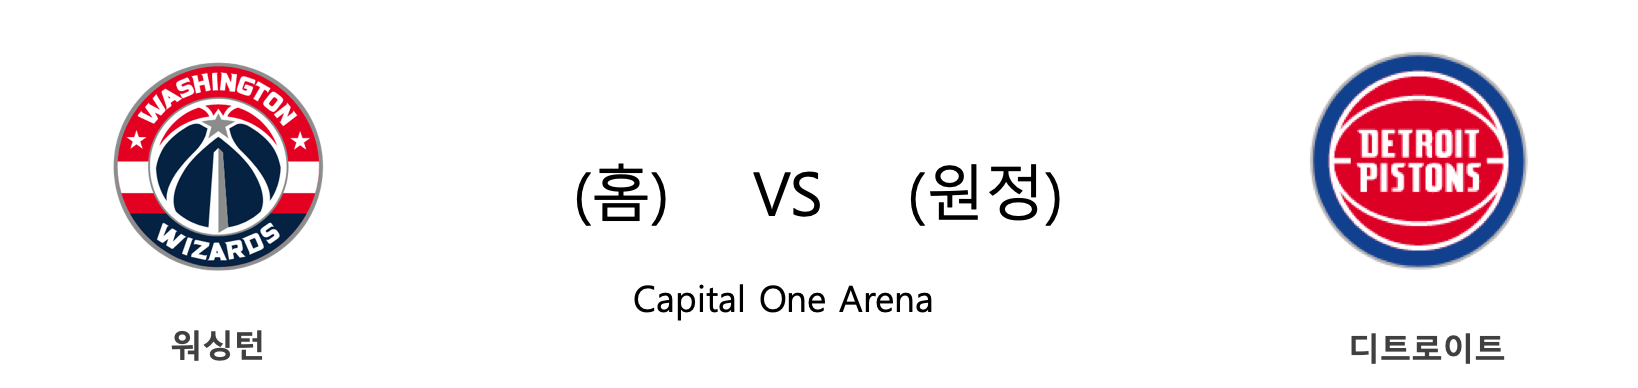 WASHINGTON
WIZARDS
(홈) VS (원정)
DETROIT
PISTONS
Capital One Arena
워싱턴
디트로이트